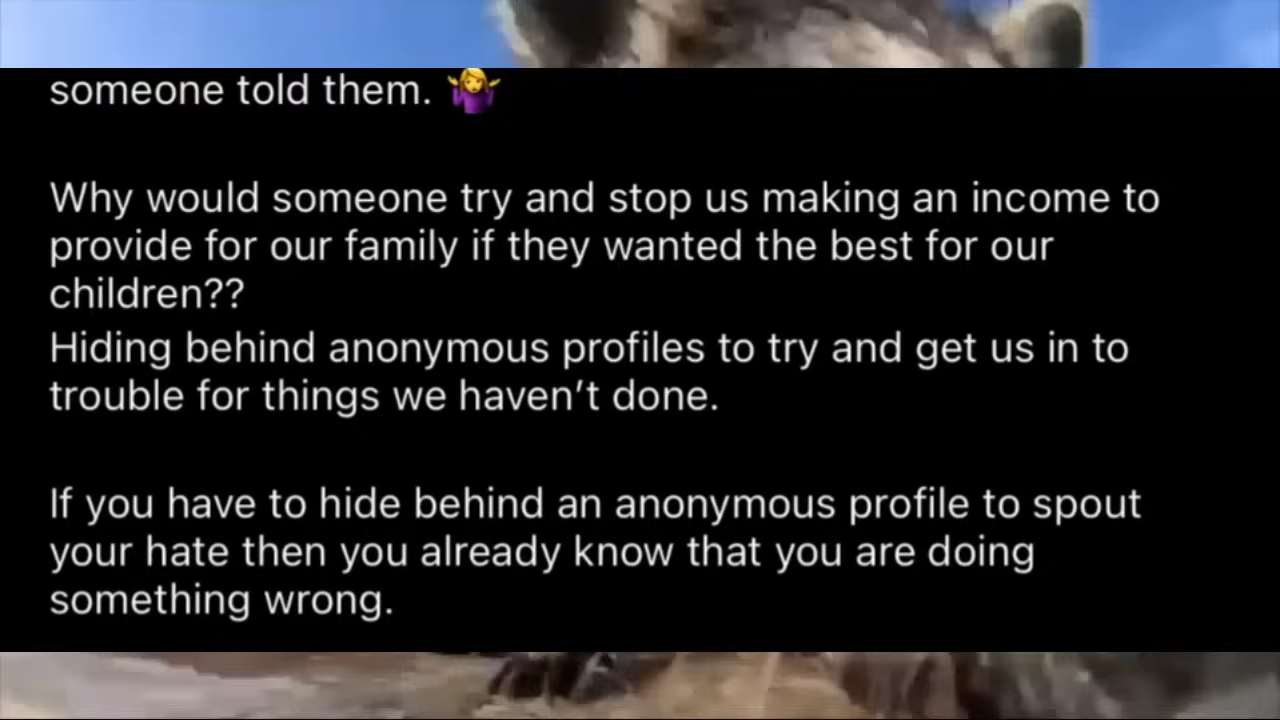 someone told them. 🤷‍♀️
Why would someone try and stop us making an income to
provide for our family if they wanted the best for our
children??
Hiding behind anonymous profiles to try and get us in to
trouble for things we haven’t done.
If you have to hide behind an anonymous profile to spout
your hate then you already know that you are doing
something wrong.